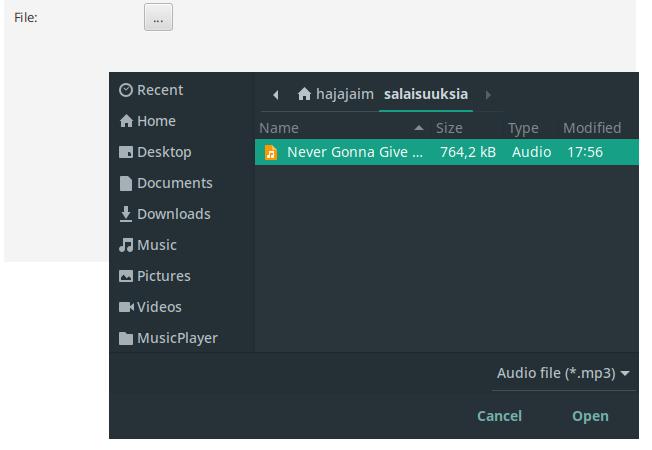 File:
...
Recent
Home
Desktop
Documents
Downloads
Music
Pictures
Videos
MusicPlayer
hajajaim salaisuuksia
Name Size Type Modified
Never Gonna Give ... 764,2 kB Audio 17:56
Audio file (*.mp3)
Cancel Open